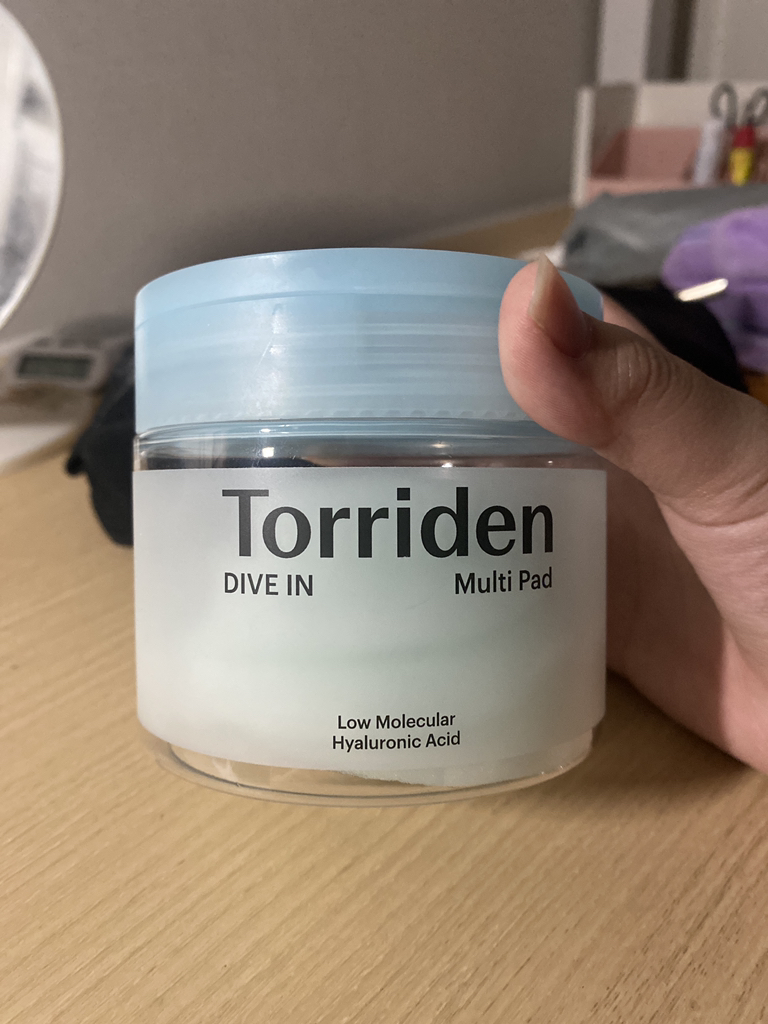 Torriden
DIVE IN Multi Pad
Low Molecular
Hyaluronic Acid